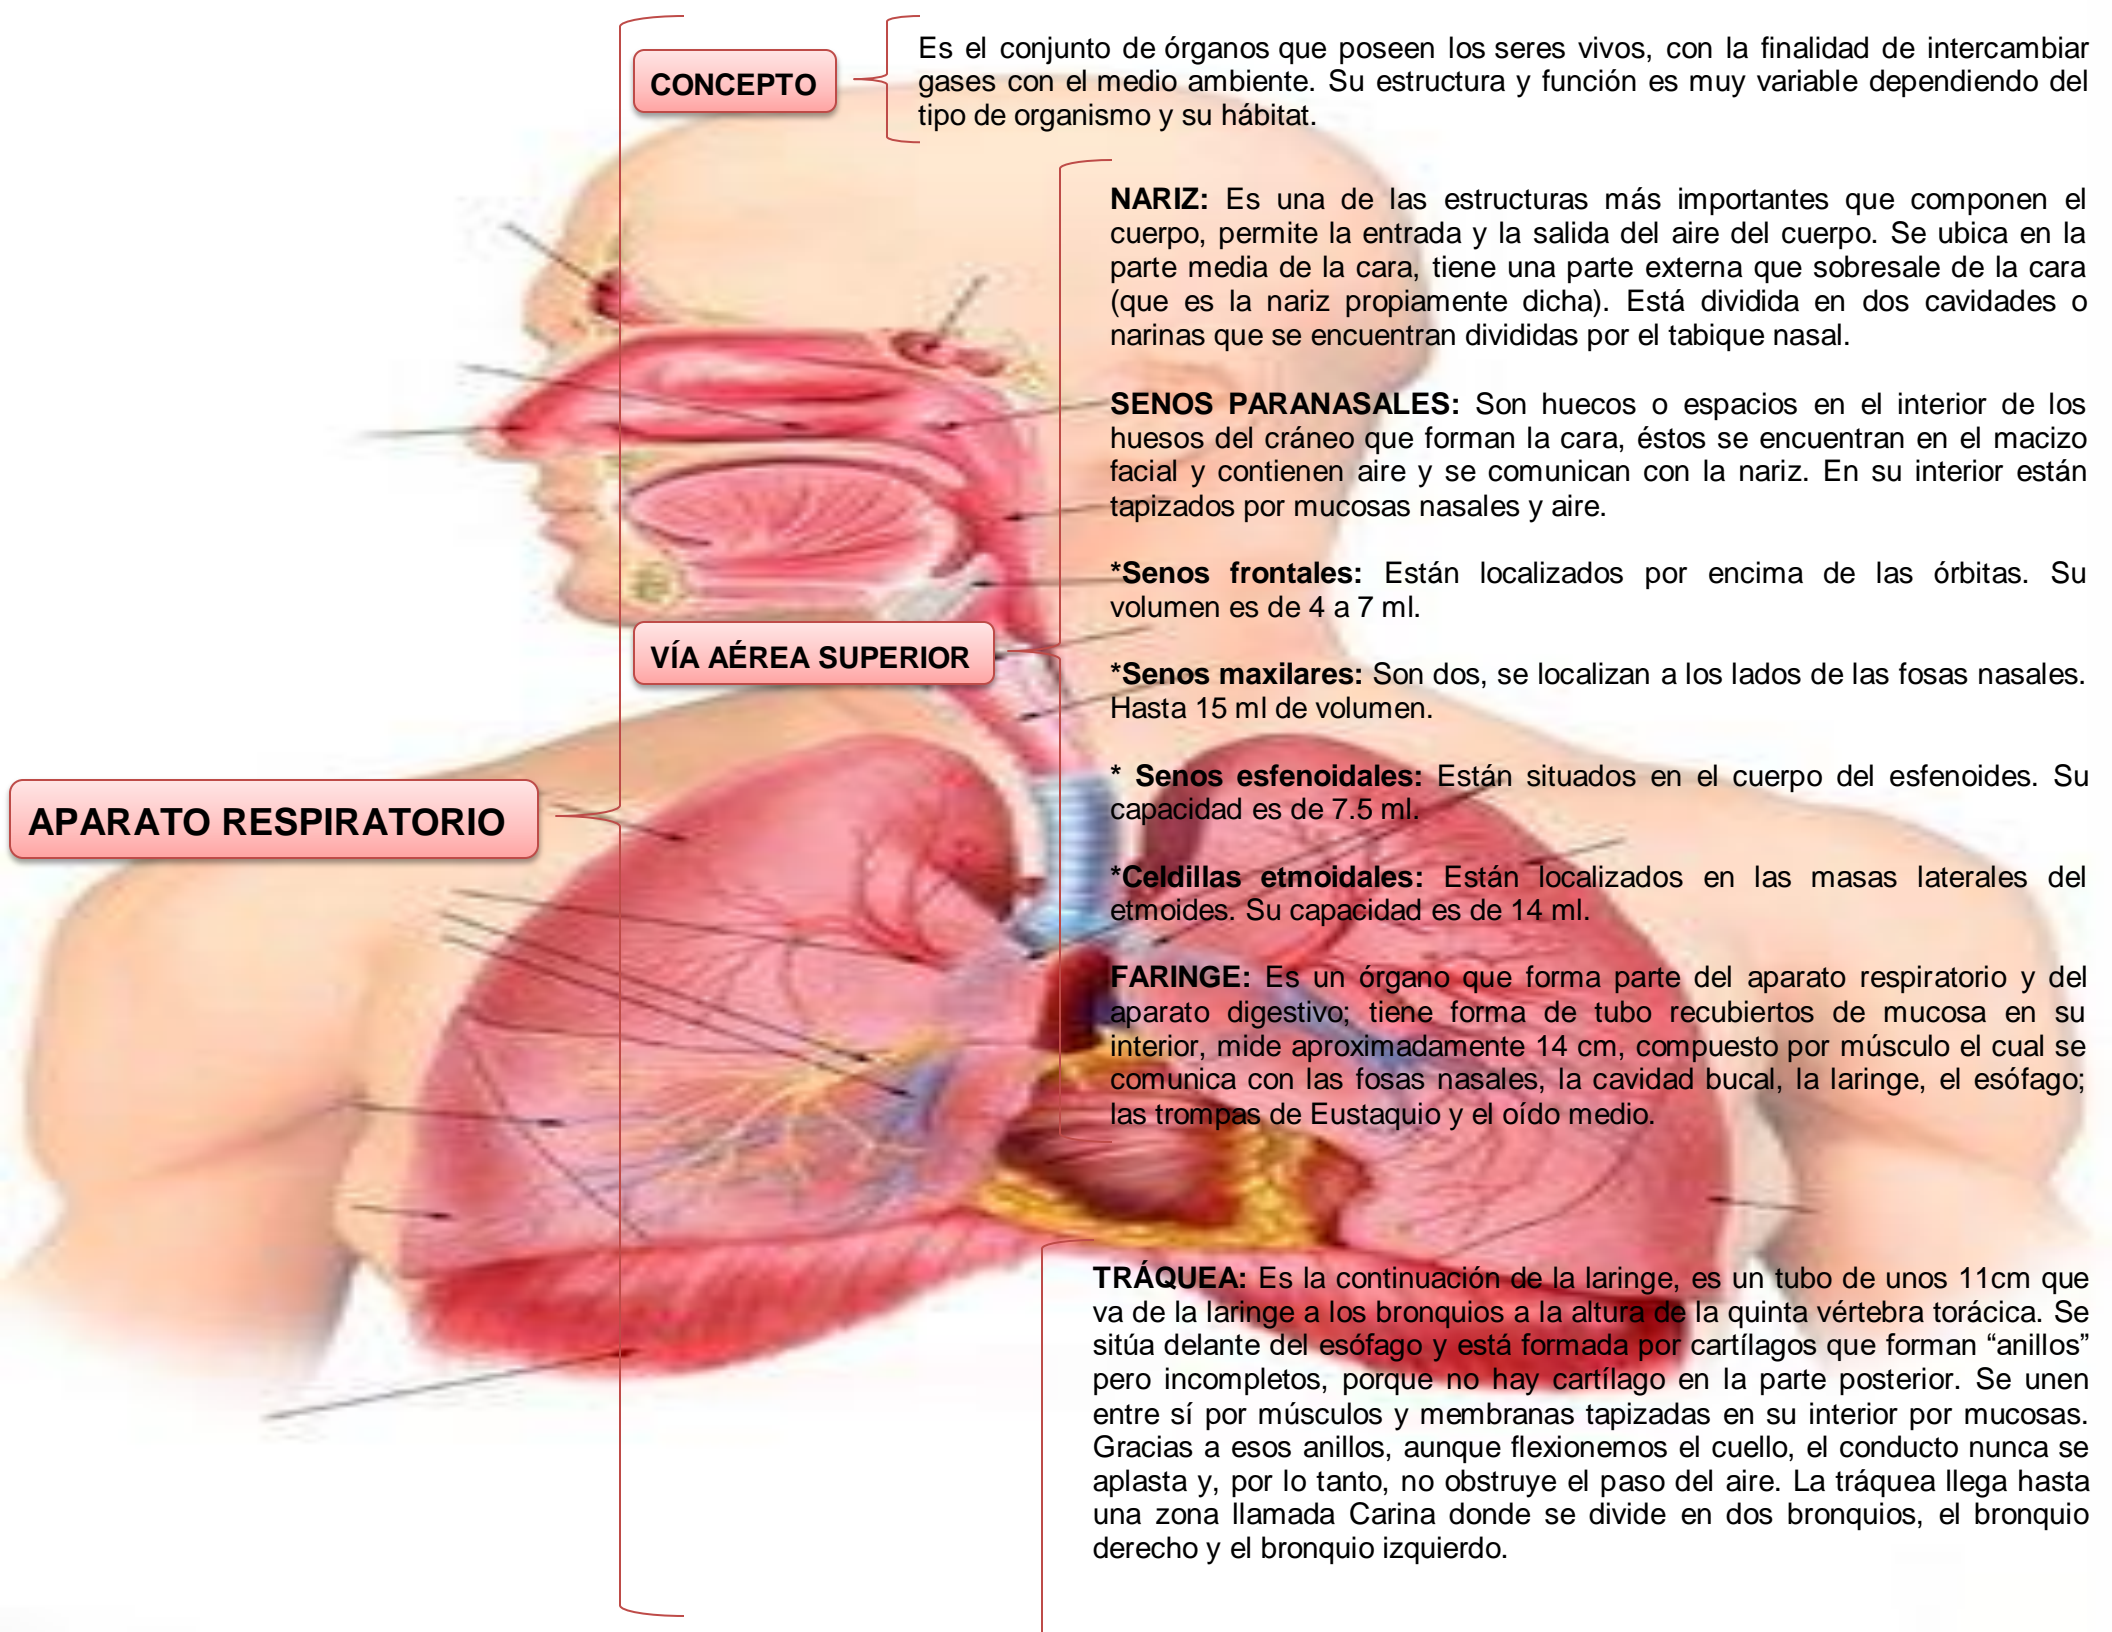 CONCEPTO
Es el conjunto de órganos que poseen los seres vivos, con la finalidad de intercambiar
gases con el medio ambiente. Su estructura y función es muy variable dependiendo del
tipo de organismo y su hábitat.
APARATO RESPIRATORIO
VÍA AÉREA SUPERIOR
NARIZ: Es una de las estructuras más importantes que componen el
cuerpo, permite la entrada y la salida del aire del cuerpo. Se ubica en la
parte media de la cara, tiene una parte externa que sobresale de la cara
(que es la nariz propiamente dicha). Está dividida en dos cavidades o
narinas que se encuentran divididas por el tabique nasal.
SENOS PARANASALES: Son huecos o espacios en el interior de los
huesos del cráneo que forman la cara, éstos se encuentran en el macizo
facial y contienen aire y se comunican con la nariz. En su interior están
tapizados por mucosas nasales y aire.
*Senos frontales: Están localizados por encima de las órbitas. Su
volumen es de 4 a 7 ml.
*Senos maxilares: Son dos, se localizan a los lados de las fosas nasales.
Hasta 15 ml de volumen.
* Senos esfenoidales: Están situados en el cuerpo del esfenoides. Su
capacidad es de 7.5 ml.
*Celdillas etmoidales: Están localizados en las masas laterales del
etmoides. Su capacidad es de 14 ml.
FARINGE: Es un órgano que forma parte del aparato respiratorio y del
aparato digestivo; tiene forma de tubo recubiertos de mucosa en su
interior, mide aproximadamente 14 cm, compuesto por músculo el cual se
comunica con las fosas nasales, la cavidad bucal, la laringe, el esófago;
las trompas de Eustaquio y el oído medio.
TRÁQUEA: Es la continuación de la laringe, es un tubo de unos 11cm que
va de la laringe a los bronquios a la altura de la quinta vértebra torácica. Se
sitúa delante del esófago y está formada por cartílagos que forman “anillos”
pero incompletos, porque no hay cartílago en la parte posterior. Se unen
entre sí por músculos y membranas tapizadas en su interior por mucosas.
Gracias a esos anillos, aunque flexionemos el cuello, el conducto nunca se
aplasta y, por lo tanto, no obstruye el paso del aire. La tráquea llega hasta
una zona llamada Carina donde se divide en dos bronquios, el bronquio
derecho y el bronquio izquierdo.